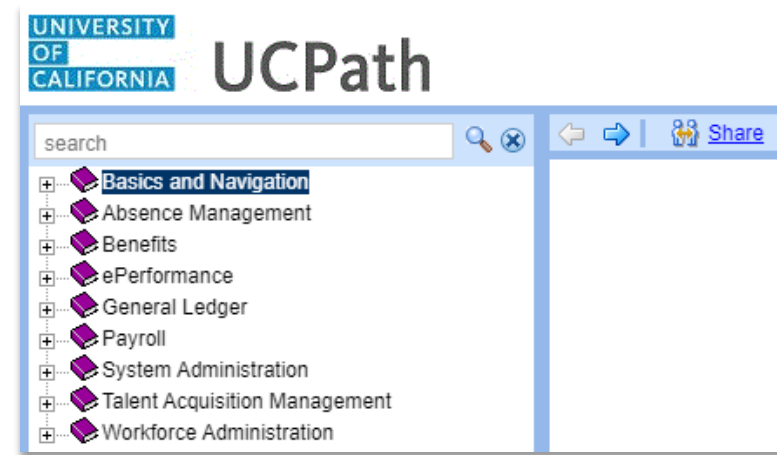 UNIVERSITY
OF
CALIFORNIA
UCPath
search
Share
Basics and Navigation
Absence Management
Benefits
ePerformance
General Ledger
Payroll
System Administration
Talent Acquisition Management
Workforce Administration